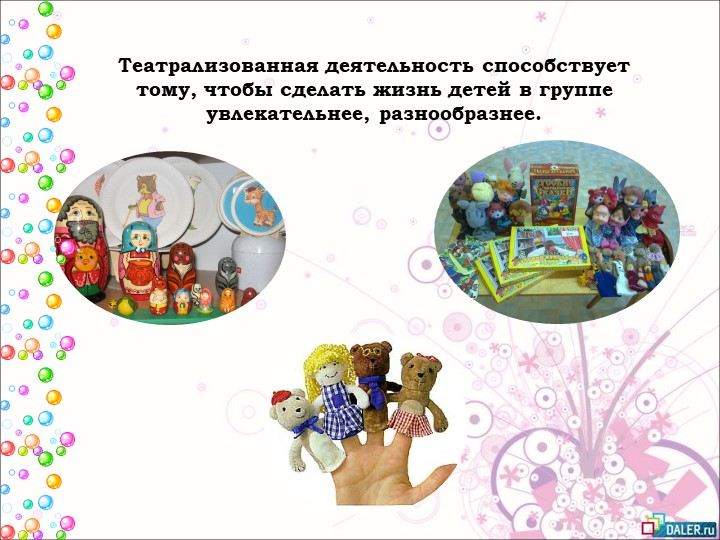 Театрализованная деятельность способствует
тому, чтобы сделать жизнь детей в группе
увлекательнее, разнообразнее.
DALER.ru